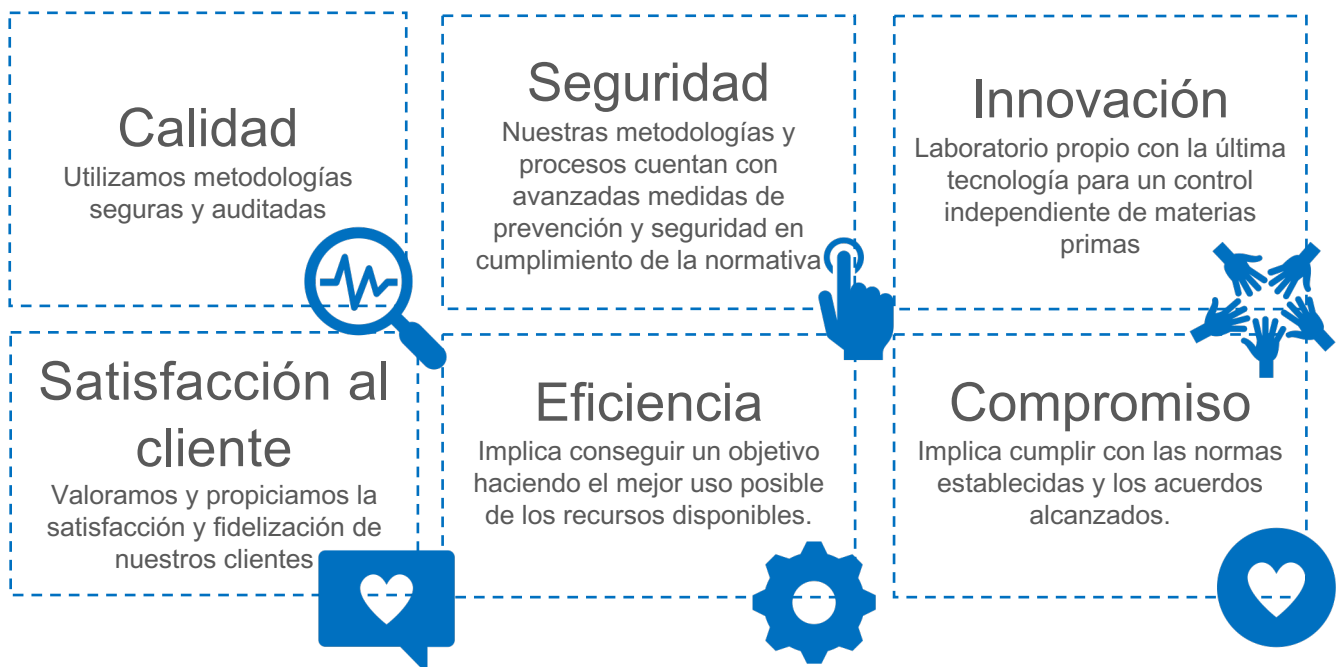 Calidad
Utilizamos metodologías
seguras y auditadas
Seguridad
Nuestras metodologías y
procesos cuentan con
avanzadas medidas de
prevención y seguridad en
cumplimiento de la normativa
Innovación
Laboratorio propio con la última
tecnología para un control
independiente de materias
primas
Satisfacción al
cliente
Valoramos y propiciamos la
satisfacción y fidelización de
nuestros clientes
Eficiencia
Implica conseguir un objetivo
haciendo el mejor uso posible
de los recursos disponibles.
Compromiso
Implica cumplir con las normas
establecidas y los acuerdos
alcanzados.